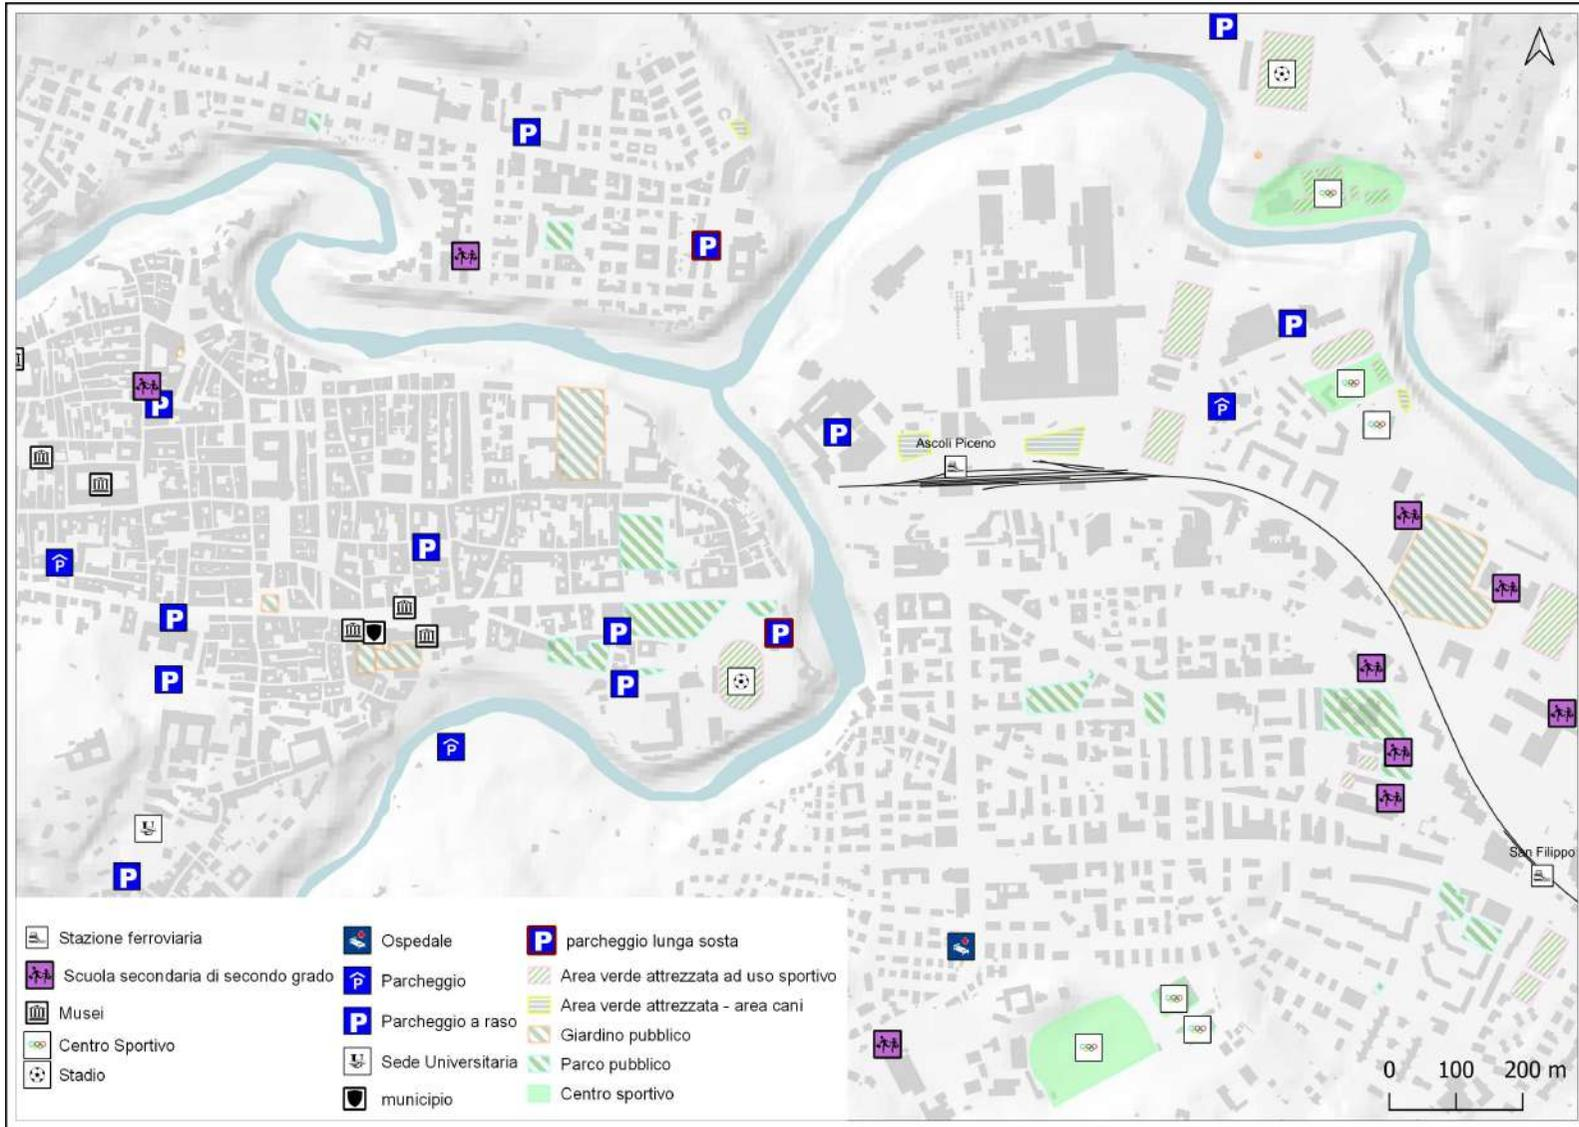 Ascoli Piceno
San Filippo
Stazione ferroviaria
Scuola secondaria di secondo grado
Musei
Centro Sportivo
Stadio
Ospedale
Parcheggio
Parcheggio a raso
Sede Universitaria
municipio
parcheggio lunga sosta
Area verde attrezzata ad uso sportivo
Area verde attrezzata - area cani
Giardino pubblico
Parco pubblico
Centro sportivo
0 100 200 m